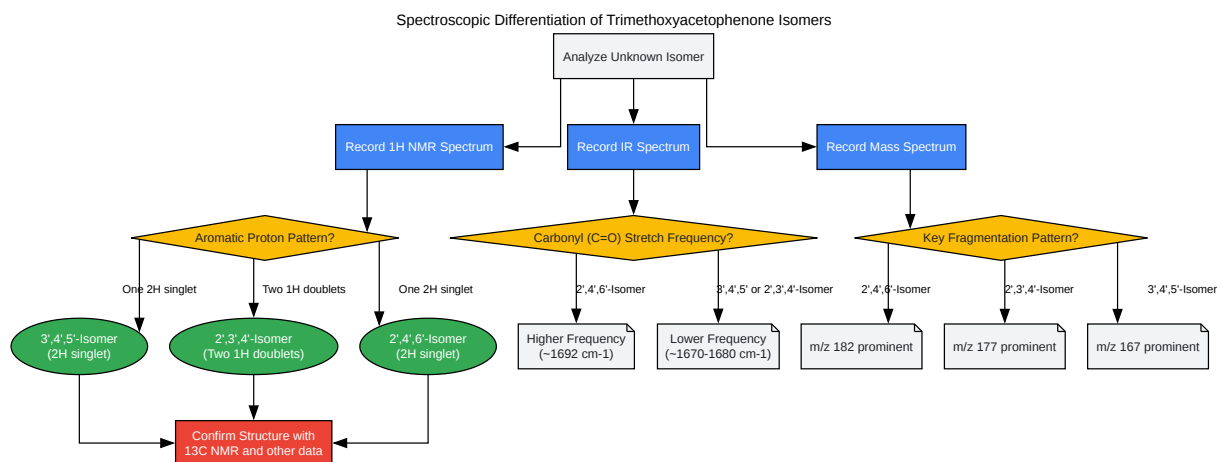 Spectroscopic Differentiation of Trimethoxyacetophenone Isomers
Analyze Unknown Isomer
Record 1H NMR Spectrum
Record IR Spectrum
Record Mass Spectrum
Aromatic Proton Pattern?
Carbonyl (C=O) Stretch Frequency?
Key Fragmentation Pattern?
One 2H singlet
Two 1H doublets
One 2H singlet
2',4',6'-Isomer
3',4',5' or 2',3',4'-Isomer
2',4',6'-Isomer
2',3',4'-Isomer
3',4',5'-Isomer
3',4',5'-Isomer
(2H singlet)
2',3',4'-Isomer
(Two 1H doublets)
2',4',6'-Isomer
(2H singlet)
Higher Frequency
(~1692 cm-1)
Lower Frequency
(~1670-1680 cm-1)
m/z 182 prominent
m/z 177 prominent
m/z 167 prominent
Confirm Structure with
13C NMR and other data